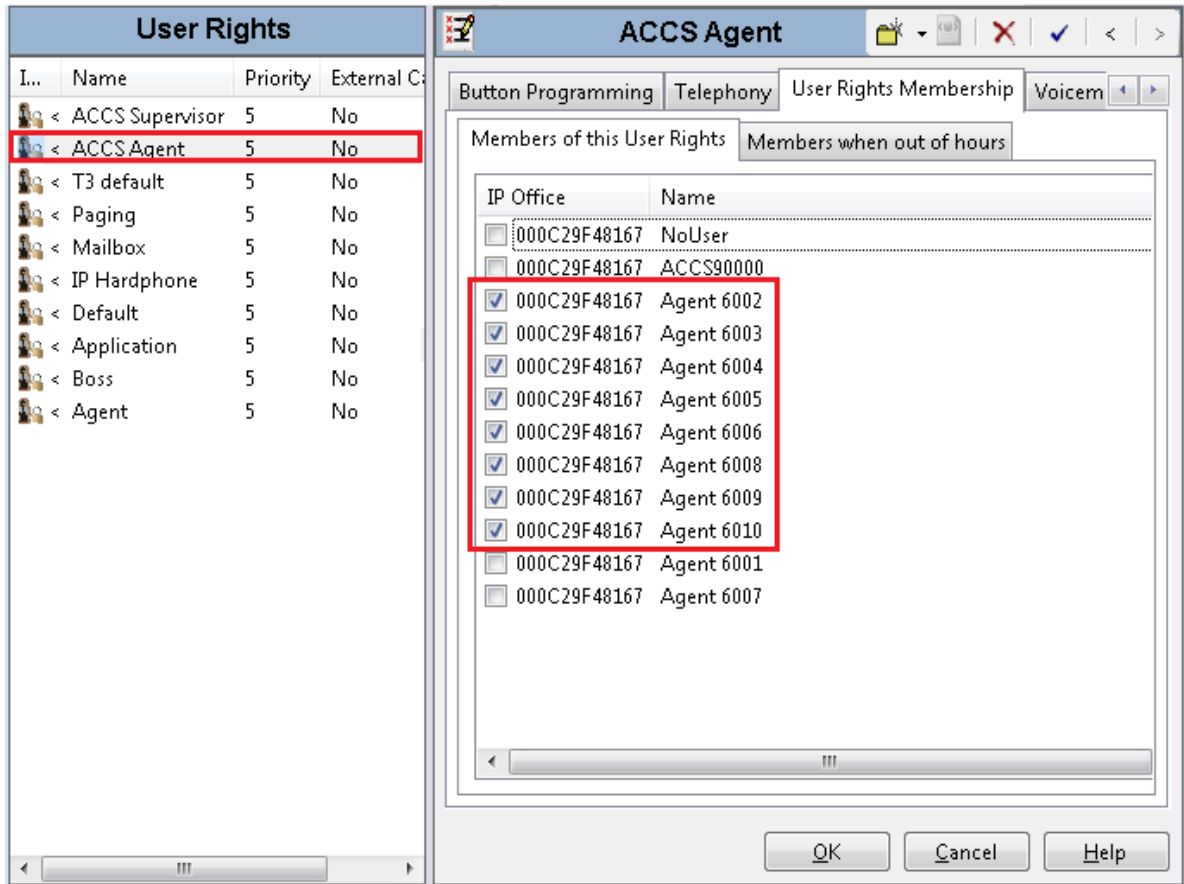 User Rights
I... Name Priority External Ca
< ACCS Supervisor 5 No
< ACCS Agent 5 No
< T3 default 5 No
< Paging 5 No
< Mailbox 5 No
< IP Hardphone 5 No
< Default 5 No
< Application 5 No
< Boss 5 No
< Agent 5 No
ACCS Agent
Button Programming Telephony User Rights Membership Voicem
Members of this User Rights Members when out of hours
IP Office Name
000C29F48167 NoUser
000C29F48167 ACCS90000
000C29F48167 Agent 6002
000C29F48167 Agent 6003
000C29F48167 Agent 6004
000C29F48167 Agent 6005
000C29F48167 Agent 6006
000C29F48167 Agent 6008
000C29F48167 Agent 6009
000C29F48167 Agent 6010
000C29F48167 Agent 6001
000C29F48167 Agent 6007
OK Cancel Help